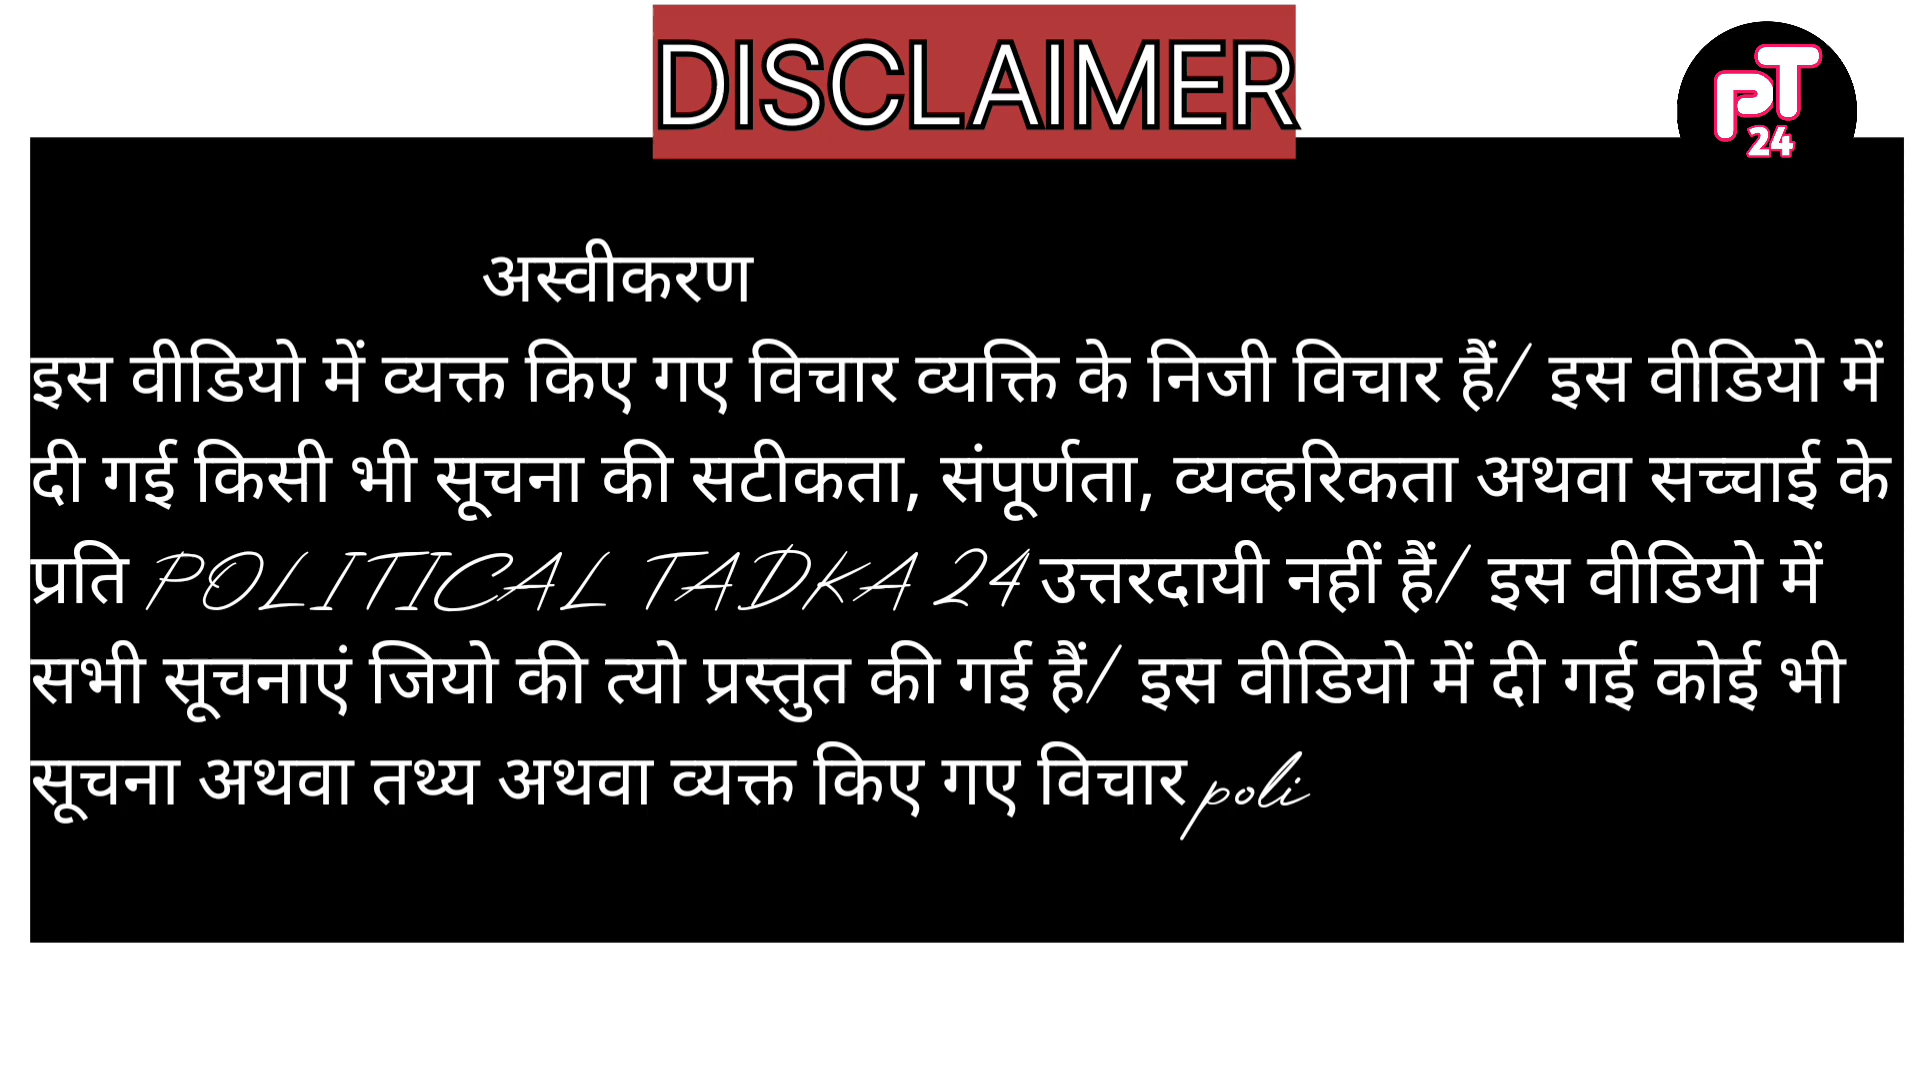 DISCLAIMER
PT
24
अस्वीकरण
इस वीडियो में व्यक्त किए गए विचार व्यक्ति के निजी विचार हैं/ इस वीडियो में
दी गई किसी भी सूचना की सटीकता, संपूर्णता, व्यव्हरिकता अथवा सच्चाई के
प्रति POLITICAL TADKA 24 उत्तरदायी नहीं हैं/ इस वीडियो में
सभी सूचनाएं जियो की त्यो प्रस्तुत की गई हैं/ इस वीडियो में दी गई कोई भी
सूचना अथवा तथ्य अथवा व्यक्त किए गए विचार poli